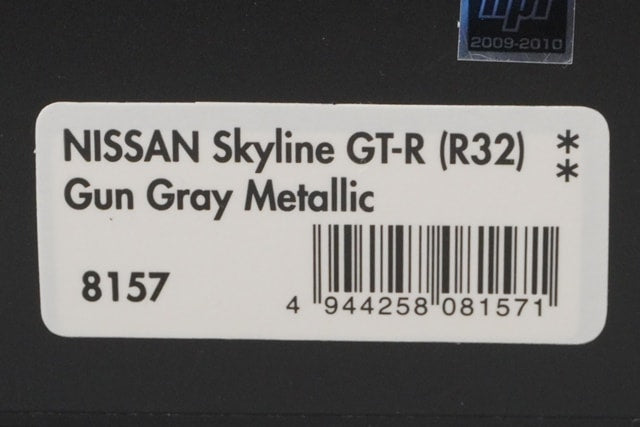 2009-2010
NISSAN Skyline GT-R (R32) **
Gun Gray Metallic
8157
4 944258 081571